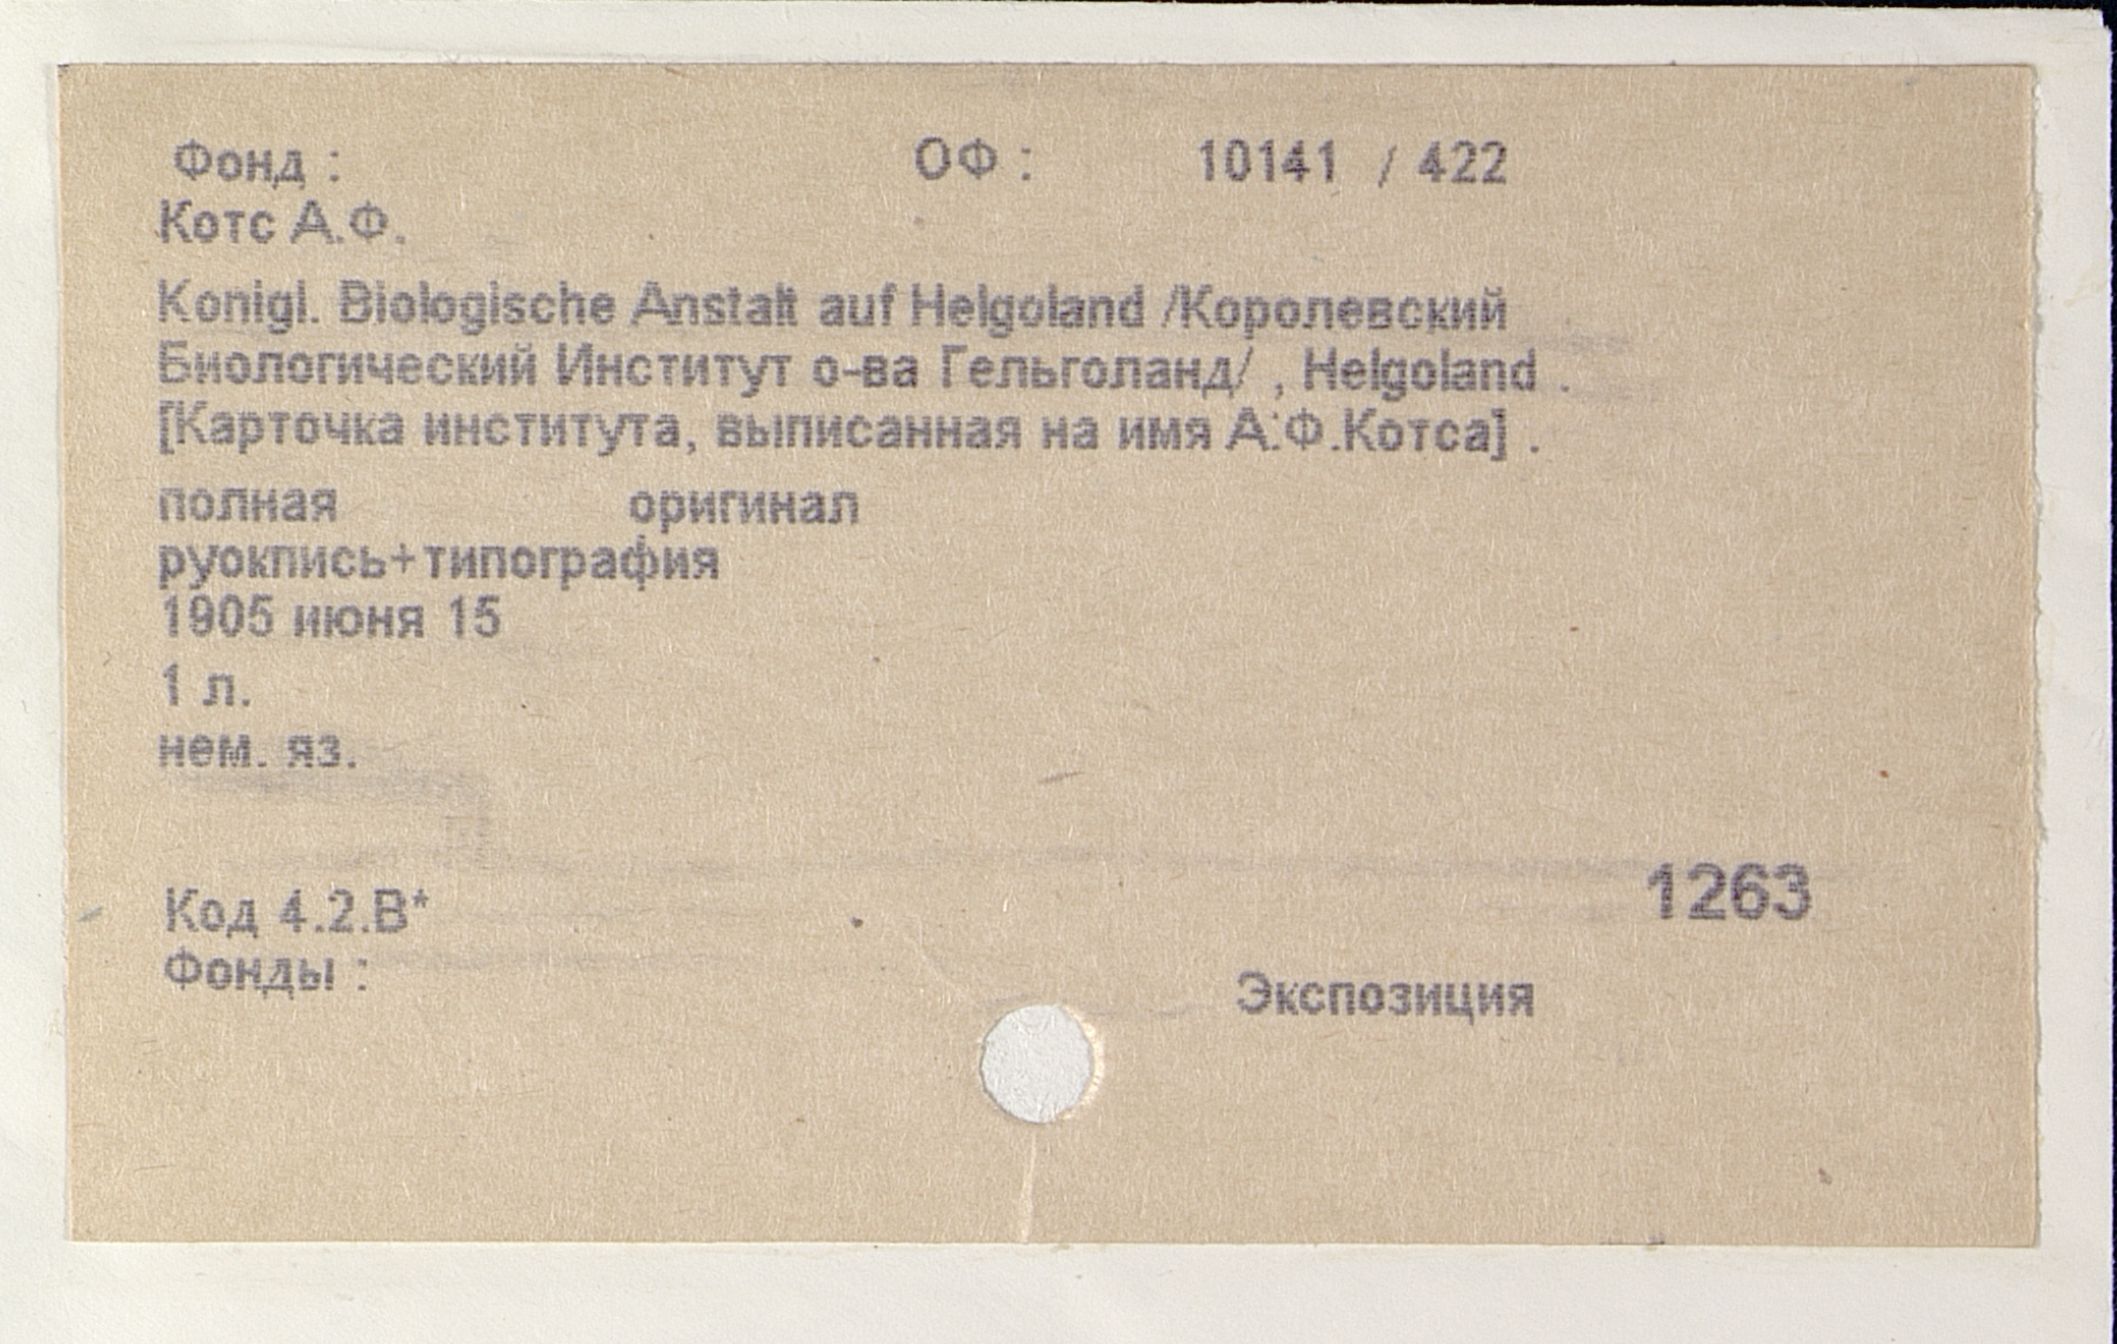 Фонд : ОФ : 10141 / 422
Котс А.Ф.
Konigl. Biologische Anstalt auf Helgoland /Королевский
Биологический Институт о-ва Гельголанд/ , Helgoland .
[Карточка института, выписанная на имя А.Ф.Котса] .
полная оригинал
руокпись+типография
1905 июня 15
1 л.
нем. яз.
1263
Код 4.2.В*
Фонды :
Экспозиция